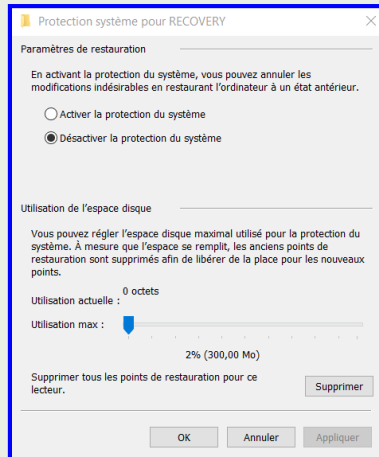 Protection système pour RECOVERY
Paramètres de restauration
En activant la protection du système, vous pouvez annuler les
modifications indésirables en restaurant l'ordinateur à un état antérieur.
Activer la protection du système
Désactiver la protection du système
Utilisation de l'espace disque
Vous pouvez régler l'espace disque maximal utilisé pour la protection du
système. À mesure que l'espace se remplit, les anciens points de
restauration sont supprimés afin de libérer de la place pour les nouveaux
points.
Utilisation actuelle : 0 octets
Utilisation max :
2% (300,00 Mo)
Supprimer tous les points de restauration pour ce
lecteur.
Supprimer
OK Annuler Appliquer